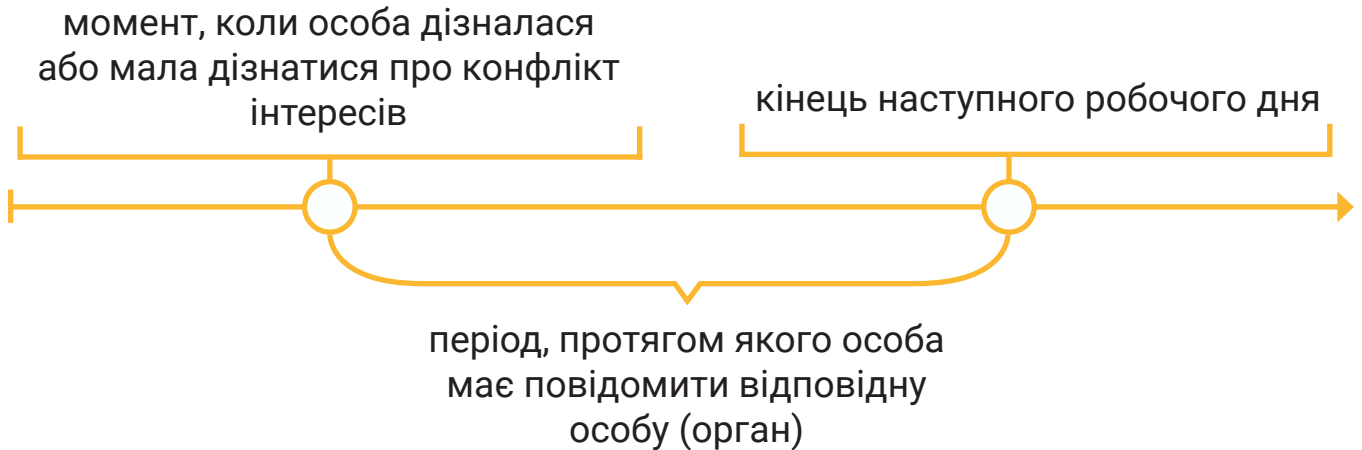 момент, коли особа дізналася
або мала дізнатися про конфлікт
інтересів
кінець наступного робочого дня
період, протягом якого особа
має повідомити відповідну
особу (орган)